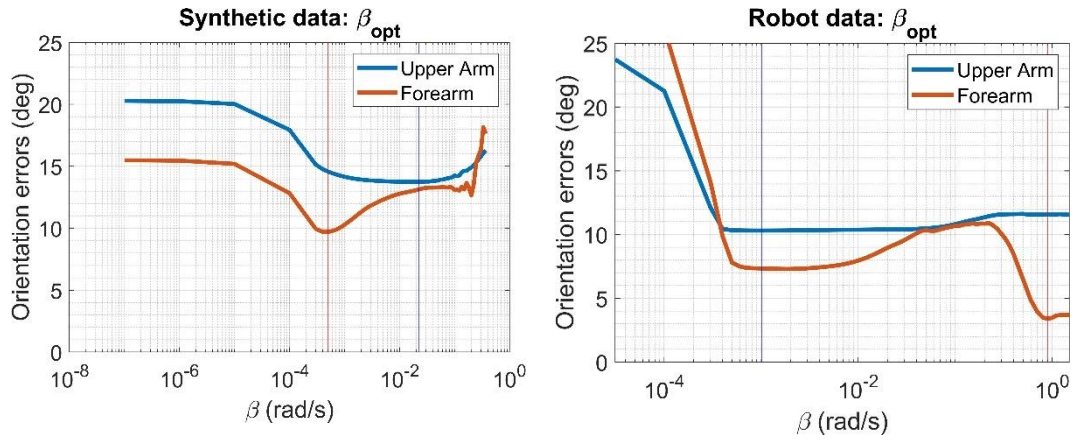 Synthetic data: βopt
25
20
15
10
5
0
Orientation errors (deg)
10⁻⁸
10⁻⁶
10⁻⁴
10⁻²
10⁰
β (rad/s)
Upper Arm
Forearm
Robot data: βopt
25
20
15
10
5
0
Orientation errors (deg)
10⁻⁴
10⁻²
10⁰
β (rad/s)
Upper Arm
Forearm